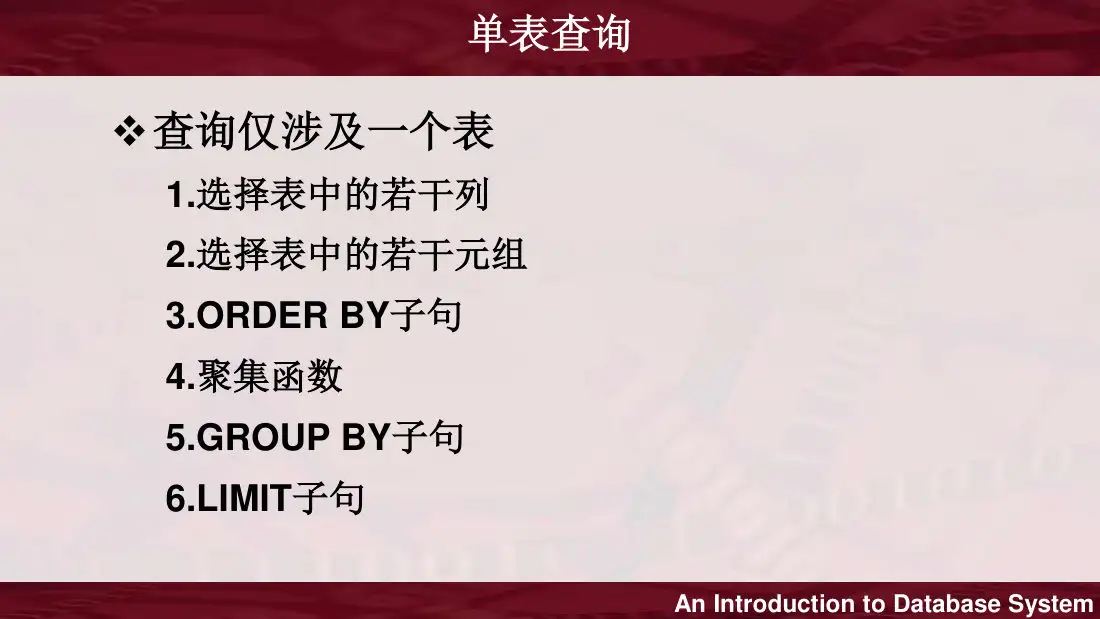 单表查询
查询仅涉及一个表
1.选择表中的若干列
2.选择表中的若干元组
3.ORDER BY子句
4.聚集函数
5.GROUP BY子句
6.LIMIT子句
An Introduction to Database System